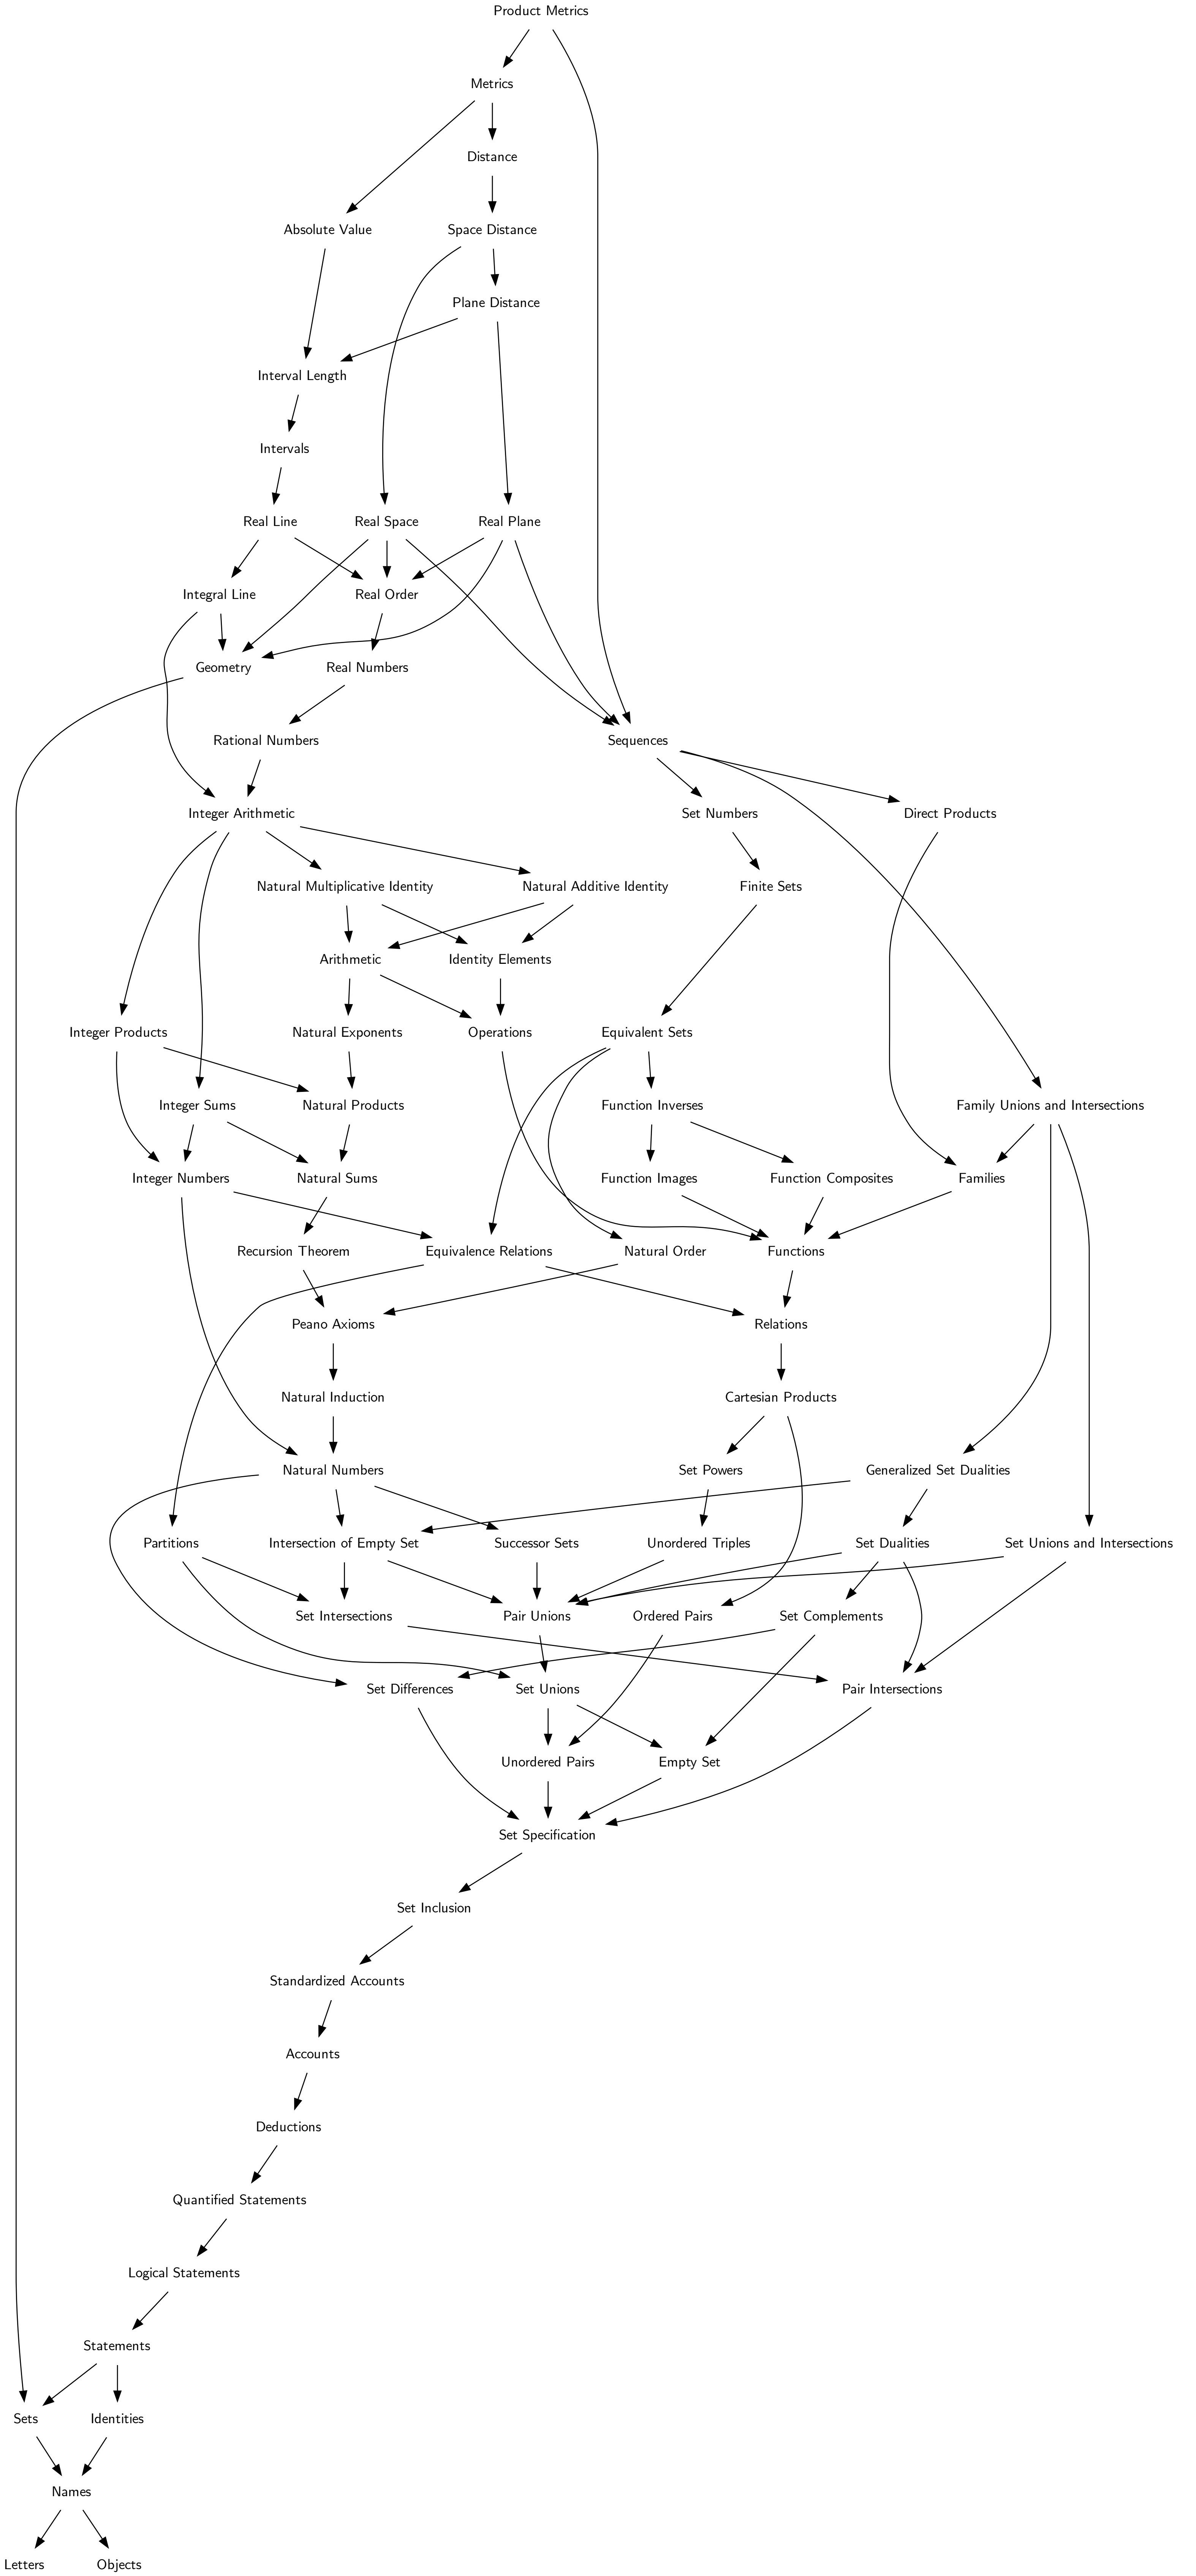 Product Metrics
Metrics
Distance
Absolute Value
Space Distance
Plane Distance
Interval Length
Intervals
Real Line
Real Space
Real Plane
Integral Line
Real Order
Geometry
Real Numbers
Rational Numbers
Sequences
Integer Arithmetic
Set Numbers
Direct Products
Natural Multiplicative Identity
Natural Additive Identity
Finite Sets
Arithmetic
Identity Elements
Integer Products
Natural Exponents
Operations
Equivalent Sets
Integer Sums
Natural Products
Function Inverses
Family Unions and Intersections
Integer Numbers
Natural Sums
Function Images
Function Composites
Families
Recursion Theorem
Equivalence Relations
Natural Order
Functions
Peano Axioms
Relations
Natural Induction
Cartesian Products
Natural Numbers
Set Powers
Generalized Set Dualities
Partitions
Intersection of Empty Set
Successor Sets
Unordered Triples
Set Dualities
Set Unions and Intersections
Set Intersections
Pair Unions
Ordered Pairs
Set Complements
Set Differences
Set Unions
Pair Intersections
Unordered Pairs
Empty Set
Set Specification
Set Inclusion
Standardized Accounts
Accounts
Deductions
Quantified Statements
Logical Statements
Statements
Sets
Identities
Names
Letters
Objects